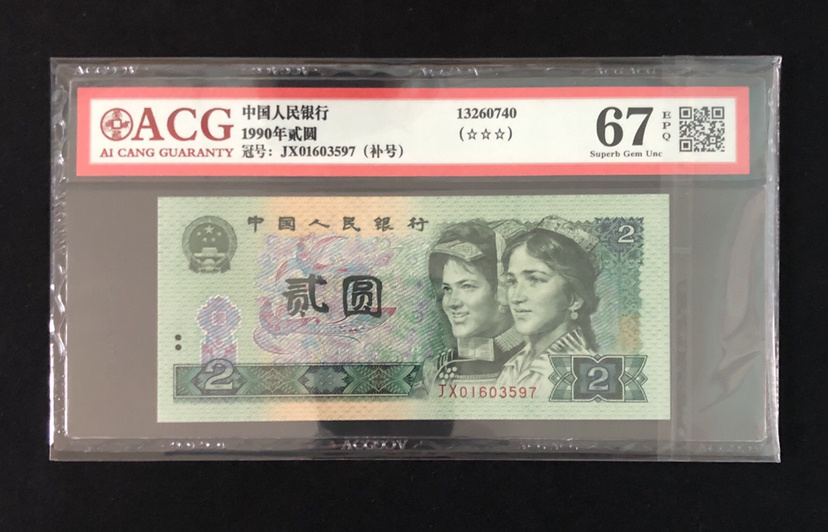 ACG
AI CANG GUARANTY
中国人民银行
1990年贰圆
冠号：JX01603597（补号）
13260740
(☆☆☆)
67
EPQ
Superb Gem Unc
中国人民银行
2
贰圆
2
JX01603597
2